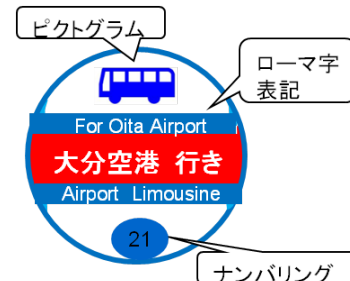 ピクトグラム
ローマ字
表記
For Oita Airport
大分空港 行き
Airport Limousine
21
ナンバリング